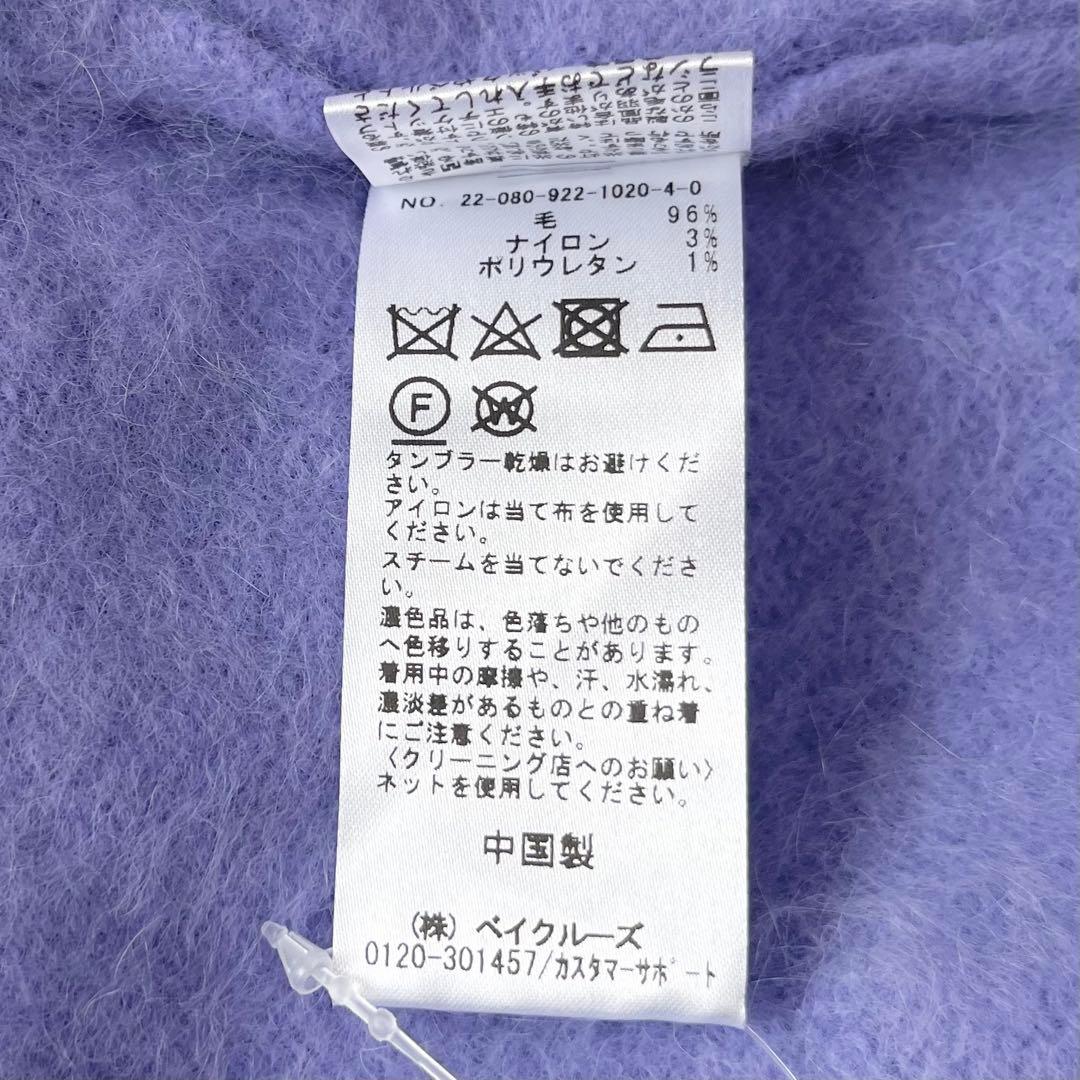 NO. 22-080-922-1020-4-0
毛 96%
ナイロン 3%
ポリウレタン 1%
F W
タンブラー乾燥はお避けくだ
さい。
アイロンは当て布を使用して
ください。
スチームを当てないでくださ
い。
濃色品は、色落ちや他のもの
へ色移りすることがあります。
着用中の摩擦や、汗、水濡れ、
濃淡差があるものとの重ね着
にご注意ください。
〈クリーニング店へのお願い〉
ネットを使用してください。
中国製
(株) ベイクルーズ
0120-301457/カスタマーサポート